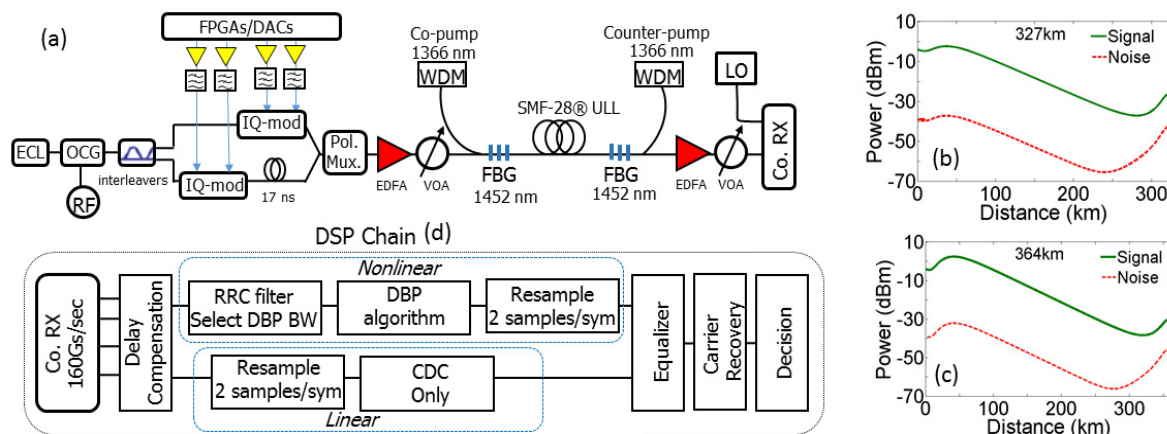 (a)
FPGAs/DACs
Co-pump
1366 nm
WDM
Counter-pump
1366 nm
WDM
LO
SMF-28® ULL
IQ-mod
ECL
OCG
interleavers
IQ-mod
17 ns
RF
Pol.
Mux.
EDFA
VOA
FBG
1452 nm
FBG
1452 nm
EDFA
VOA
Co. RX
10
-10
-30
-50
-70
Power (dBm)
327km
Signal
Noise
(b)
0
100
200
300
Distance (km)
10
-10
-30
-50
-70
Power (dBm)
364km
Signal
Noise
(c)
0
100
200
300
Distance (km)
DSP Chain (d)
Co. RX
160Gs/sec
Delay
Compensation
Nonlinear
RRC filter
Select DBP BW
DBP
algorithm
Resample
2 samples/sym
Resample
2 samples/sym
CDC
Only
Linear
Equalizer
Carrier
Recovery
Decision